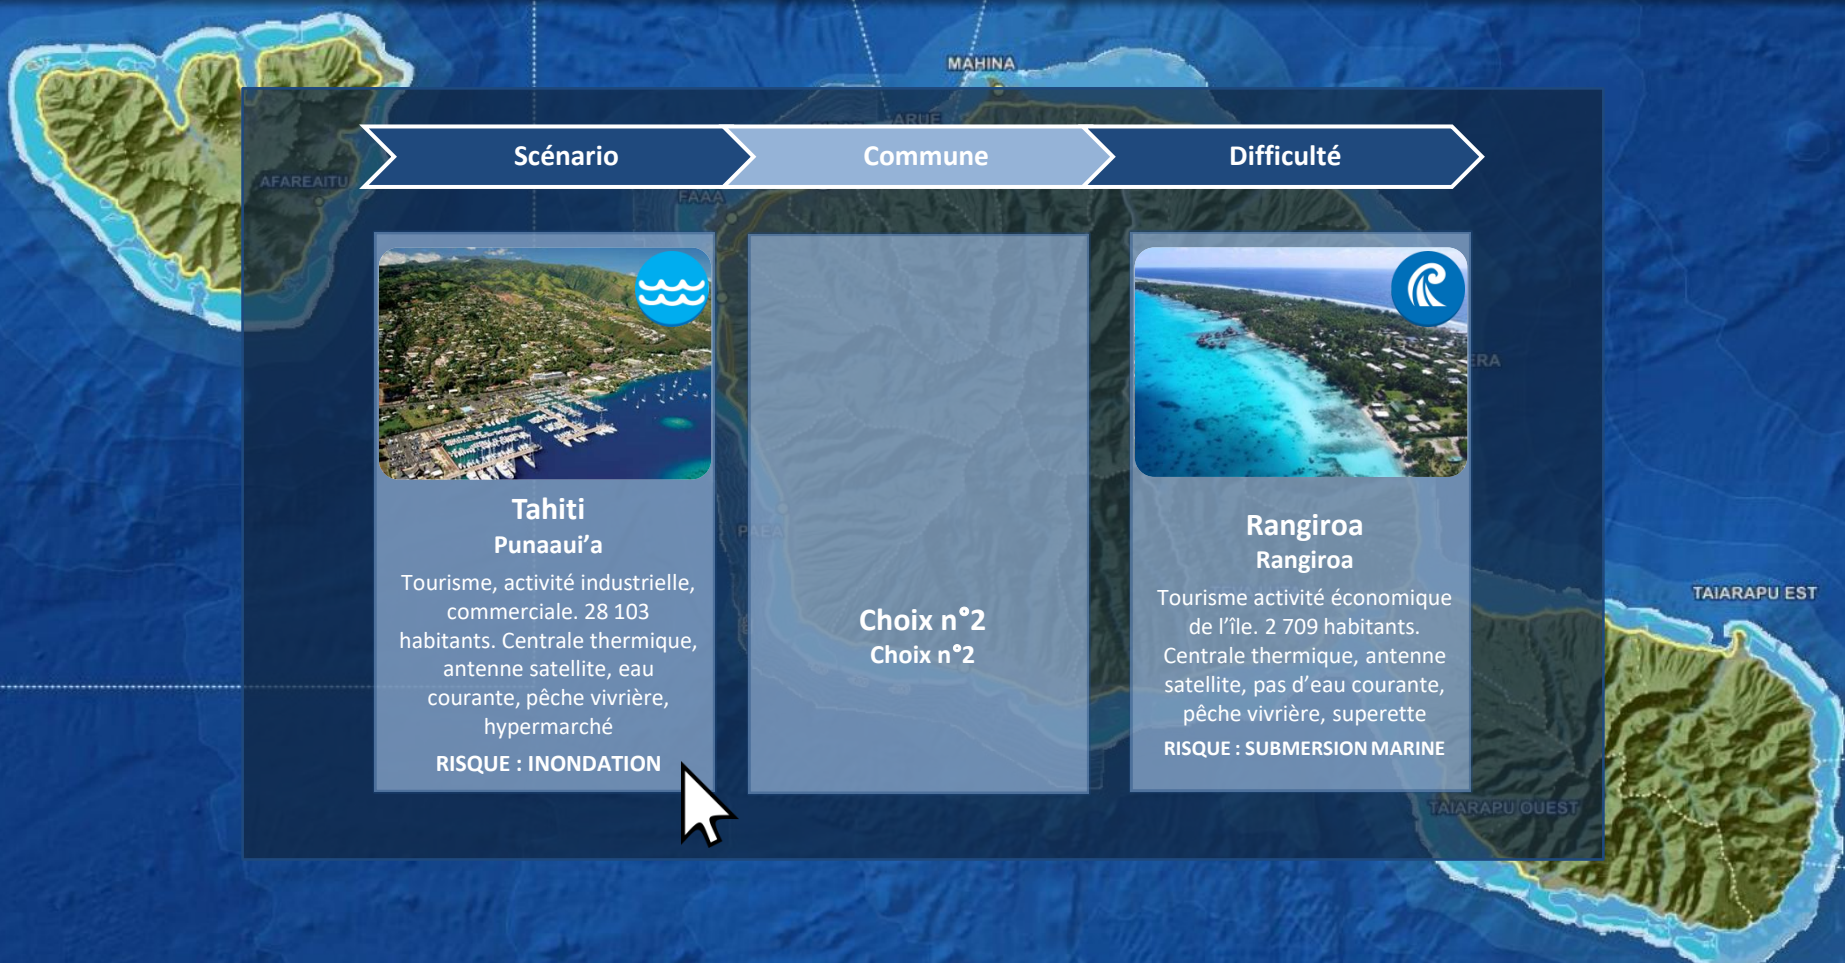 MAHINA
ARUE
Scénario
Commune
Difficulté
AFAREAITU
FAAA
ERA
PAEA
Tahiti
Punaaui’a
Tourisme, activité industrielle,
commerciale. 28 103
habitants. Centrale thermique,
antenne satellite, eau
courante, pêche vivrière,
hypermarché
RISQUE : INONDATION
Choix n°2
Choix n°2
Rangiroa
Rangiroa
Tourisme activité économique
de l’île. 2 709 habitants.
Centrale thermique, antenne
satellite, pas d’eau courante,
pêche vivrière, superette
RISQUE : SUBMERSION MARINE
TAIARAPU EST
TAIARAPU OUEST